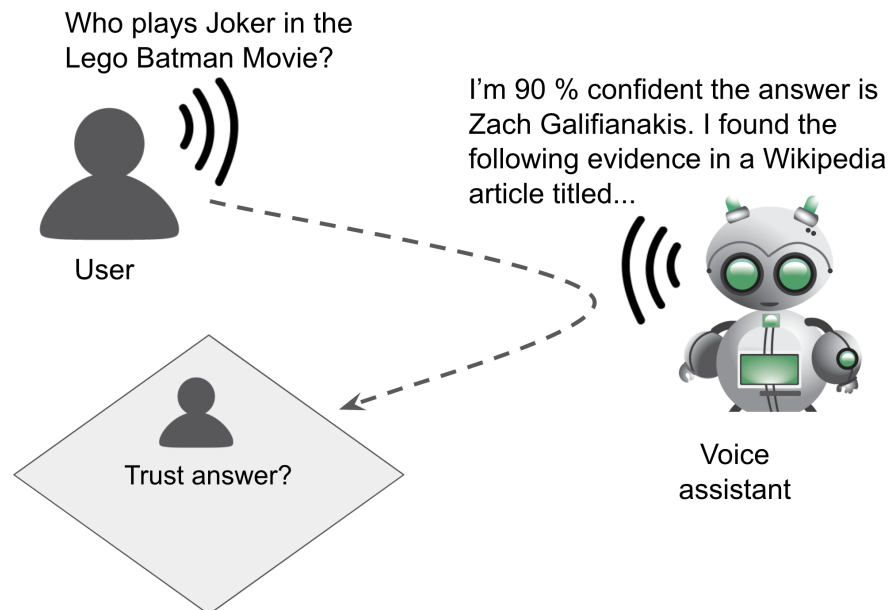 Who plays Joker in the
Lego Batman Movie?
I'm 90 % confident the answer is
Zach Galifianakis. I found the
following evidence in a Wikipedia
article titled...
User
Trust answer?
Voice
assistant